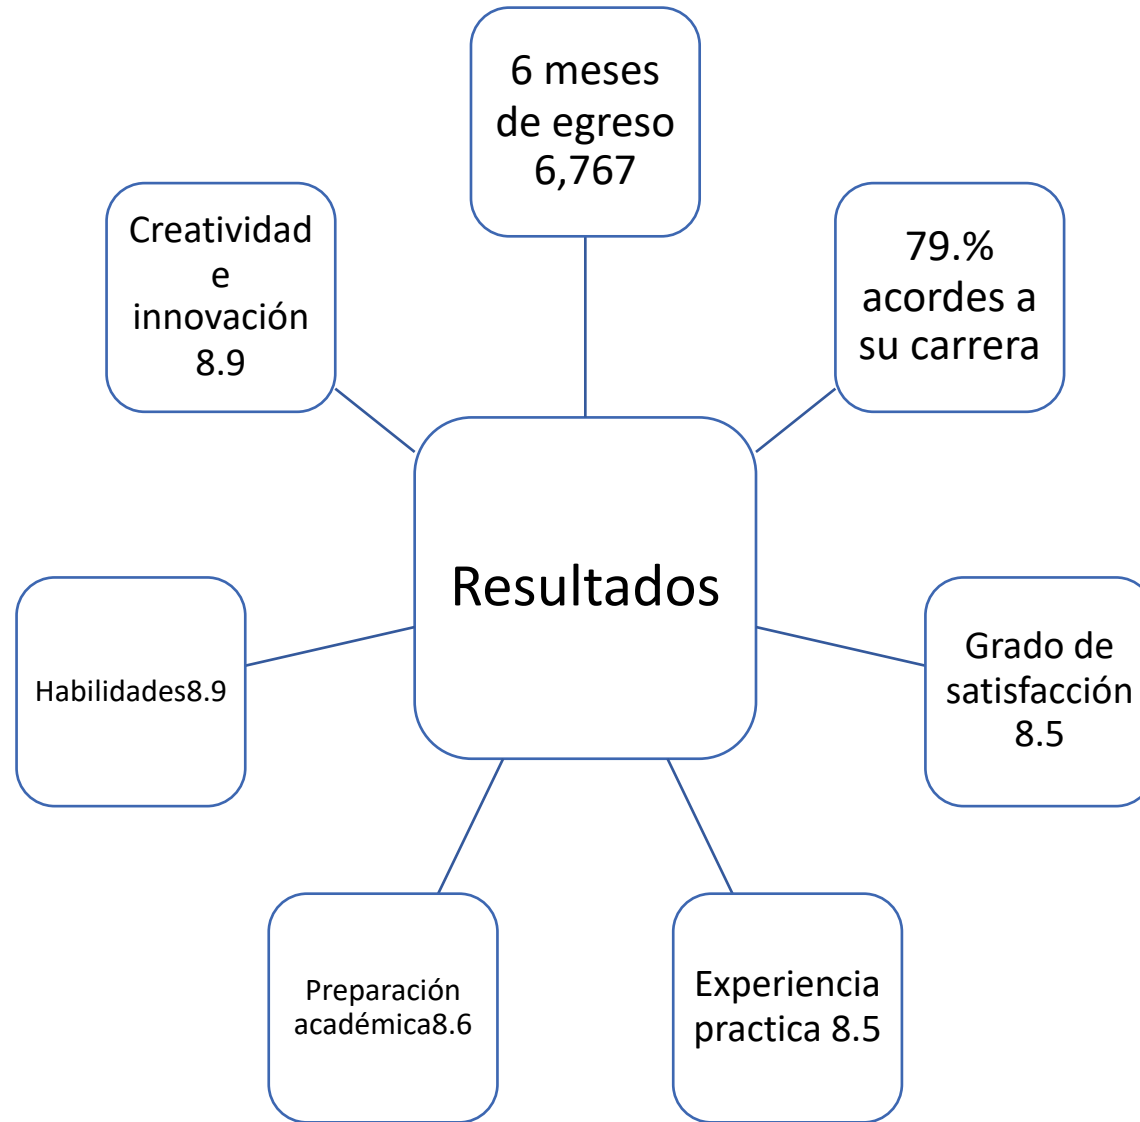 6 meses
de egreso
6,767
79.%
acordes a
su carrera
Grado de
satisfacción
8.5
Experiencia
practica 8.5
Preparación
académica8.6
Habilidades8.9
Creatividad
e
innovación
8.9
Resultados